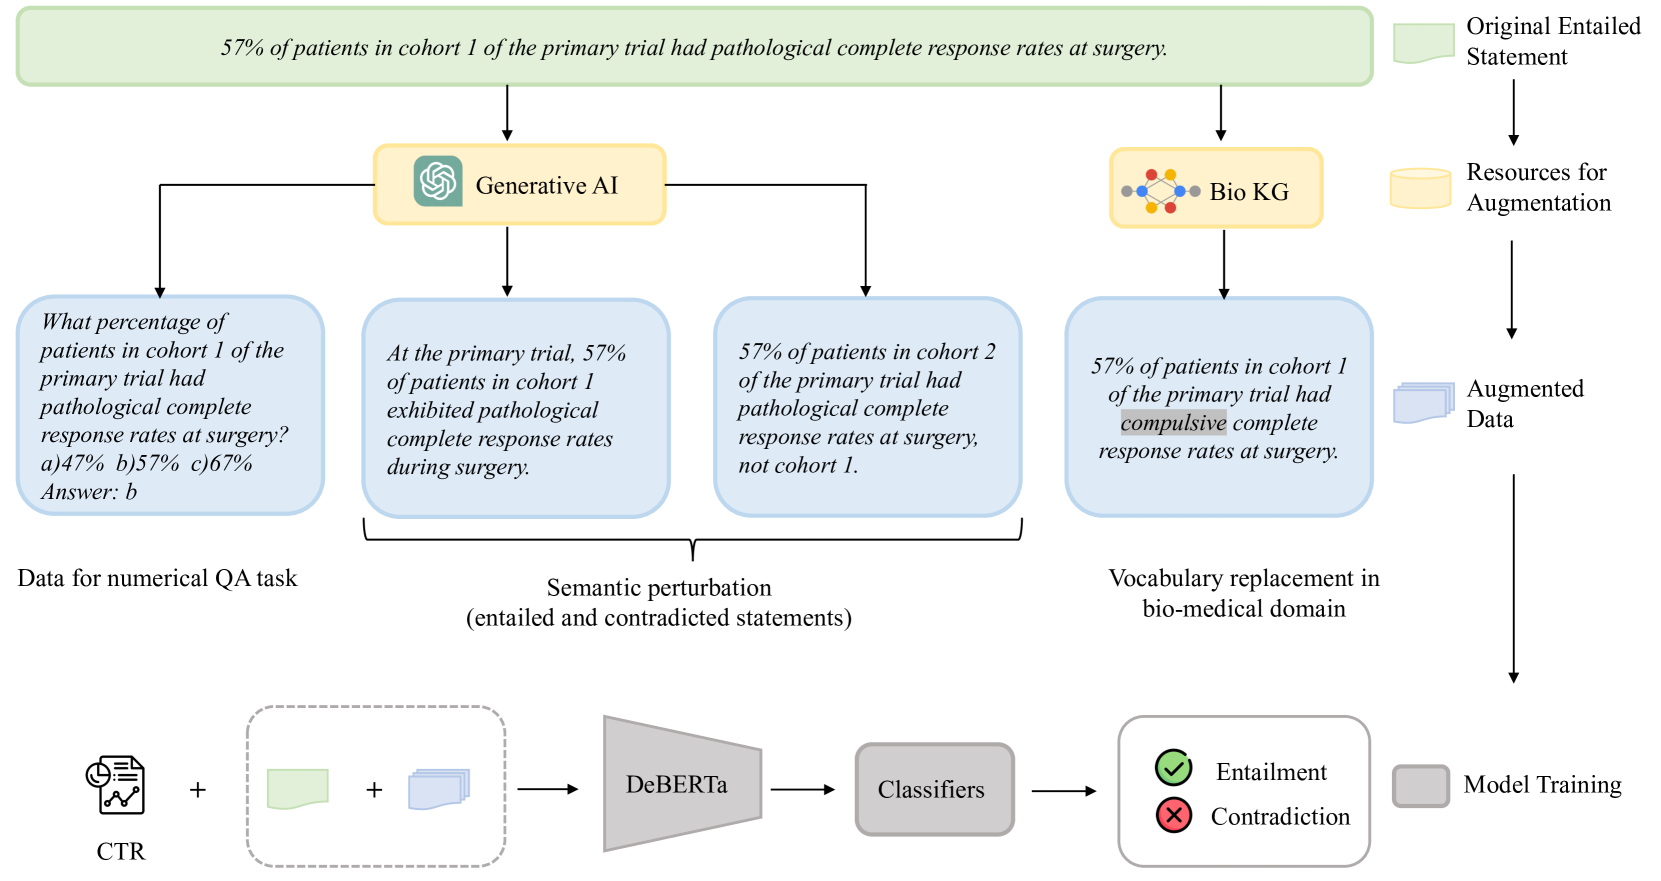 57% of patients in cohort 1 of the primary trial had pathological complete response rates at surgery.
Original Entailed
Statement
Generative AI
Bio KG
Resources for
Augmentation
What percentage of
patients in cohort 1 of the
primary trial had
pathological complete
response rates at surgery?
a)47% b)57% c)67%
Answer: b
At the primary trial, 57%
of patients in cohort 1
exhibited pathological
complete response rates
during surgery.
57% of patients in cohort 2
of the primary trial had
pathological complete
response rates at surgery,
not cohort 1.
57% of patients in cohort 1
of the primary trial had
compulsive complete
response rates at surgery.
Augmented
Data
Data for numerical QA task
Semantic perturbation
(entailed and contradicted statements)
Vocabulary replacement in
bio-medical domain
CTR
+
+
DeBERTa
Classifiers
Entailment
Contradiction
Model Training